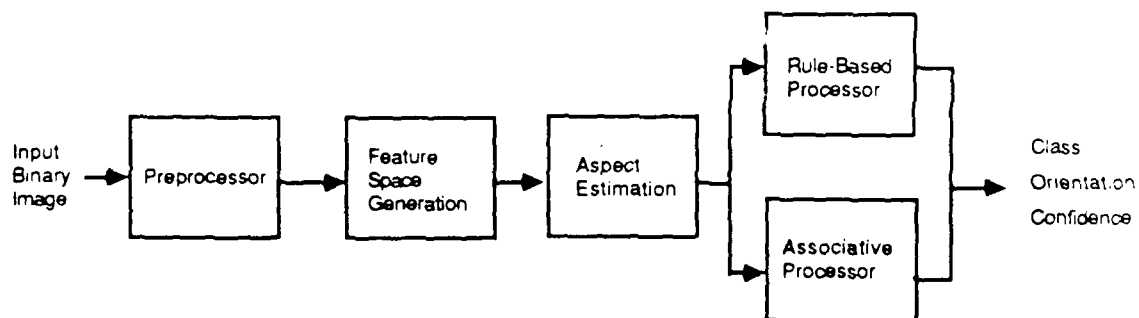 Input
Binary
Image
Preprocessor
Feature
Space
Generation
Aspect
Estimation
Rule-Based
Processor
Associative
Processor
Class
Orientation
Confidence